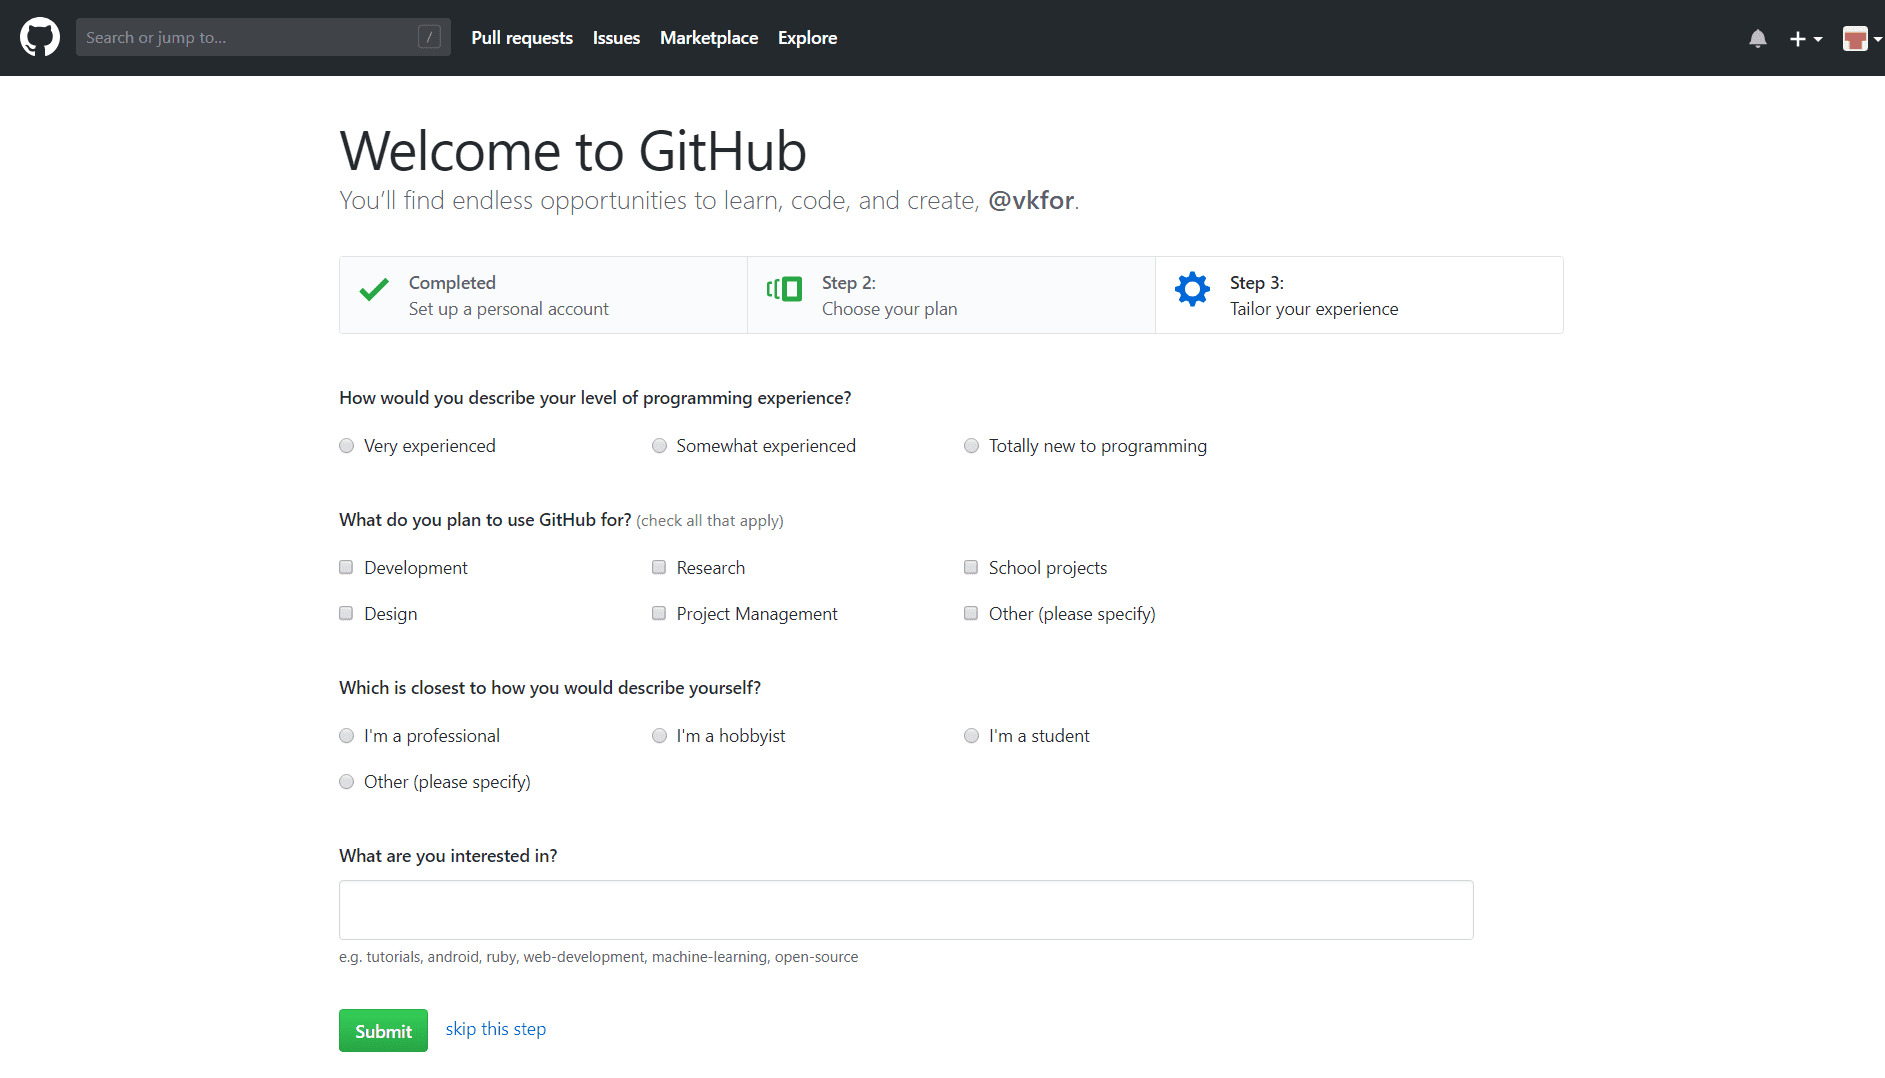 Search or jump to... /
Pull requests Issues Marketplace Explore
Welcome to GitHub
You’ll find endless opportunities to learn, code, and create, @vkfor.
Completed
Set up a personal account
Step 2:
Choose your plan
Step 3:
Tailor your experience
How would you describe your level of programming experience?
Very experienced Somewhat experienced Totally new to programming
What do you plan to use GitHub for? (check all that apply)
Development Research School projects
Design Project Management Other (please specify)
Which is closest to how you would describe yourself?
I'm a professional I'm a hobbyist I'm a student
Other (please specify)
What are you interested in?
e.g. tutorials, android, ruby, web-development, machine-learning, open-source
Submit skip this step